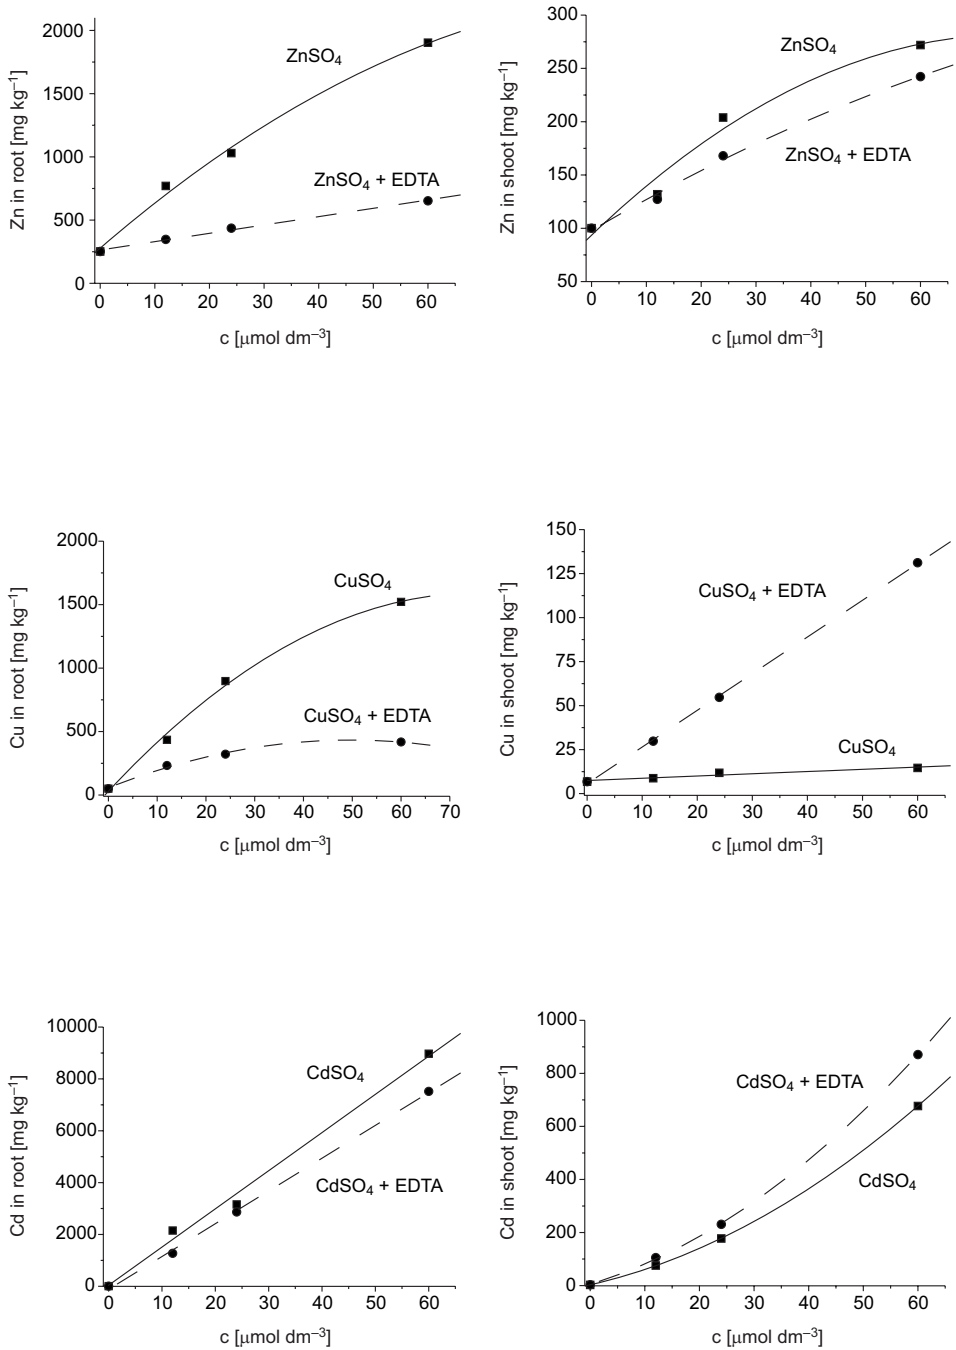 2000
1500
1000
500
0
Zn in root [mg kg⁻¹]
ZnSO₄
ZnSO₄ + EDTA
0 10 20 30 40 50 60
c [μmol dm⁻³]
300
250
200
150
100
50
Zn in shoot [mg kg⁻¹]
ZnSO₄
ZnSO₄ + EDTA
0 10 20 30 40 50 60
c [μmol dm⁻³]
2000
1500
1000
500
0
Cu in root [mg kg⁻¹]
CuSO₄
CuSO₄ + EDTA
0 10 20 30 40 50 60 70
c [μmol dm⁻³]
150
125
100
75
50
25
0
Cu in shoot [mg kg⁻¹]
CuSO₄ + EDTA
CuSO₄
0 10 20 30 40 50 60
c [μmol dm⁻³]
10000
8000
6000
4000
2000
0
Cd in root [mg kg⁻¹]
CdSO₄
CdSO₄ + EDTA
0 10 20 30 40 50 60
c [μmol dm⁻³]
1000
800
600
400
200
0
Cd in shoot [mg kg⁻¹]
CdSO₄ + EDTA
CdSO₄
0 10 20 30 40 50 60
c [μmol dm⁻³]